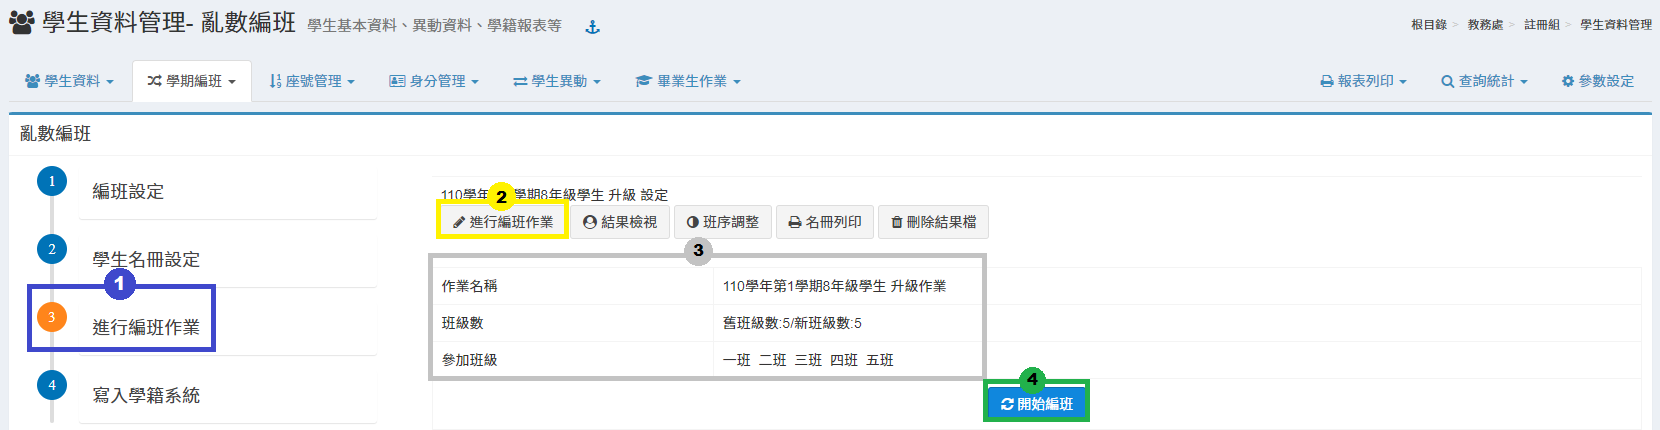 學生資料管理- 亂數編班 學生基本資料、異動資料、學籍報表等
根目錄 > 教務處 > 註冊組 > 學生資料管理
學生資料 學期編班 座號管理 身分管理 學生異動 畢業生作業 報表列印 查詢統計 參數設定
亂數編班
1 編班設定
2 學生名冊設定
1
3 進行編班作業
4 寫入學籍系統
110學年 學期8年級學生 升級 設定
2
進行編班作業 結果檢視 班序調整 名冊列印 刪除結果檔
3
作業名稱 110學年第1學期8年級學生 升級作業
班級數 舊班級數:5/新班級數:5
參加班級 一班 二班 三班 四班 五班
4
開始編班